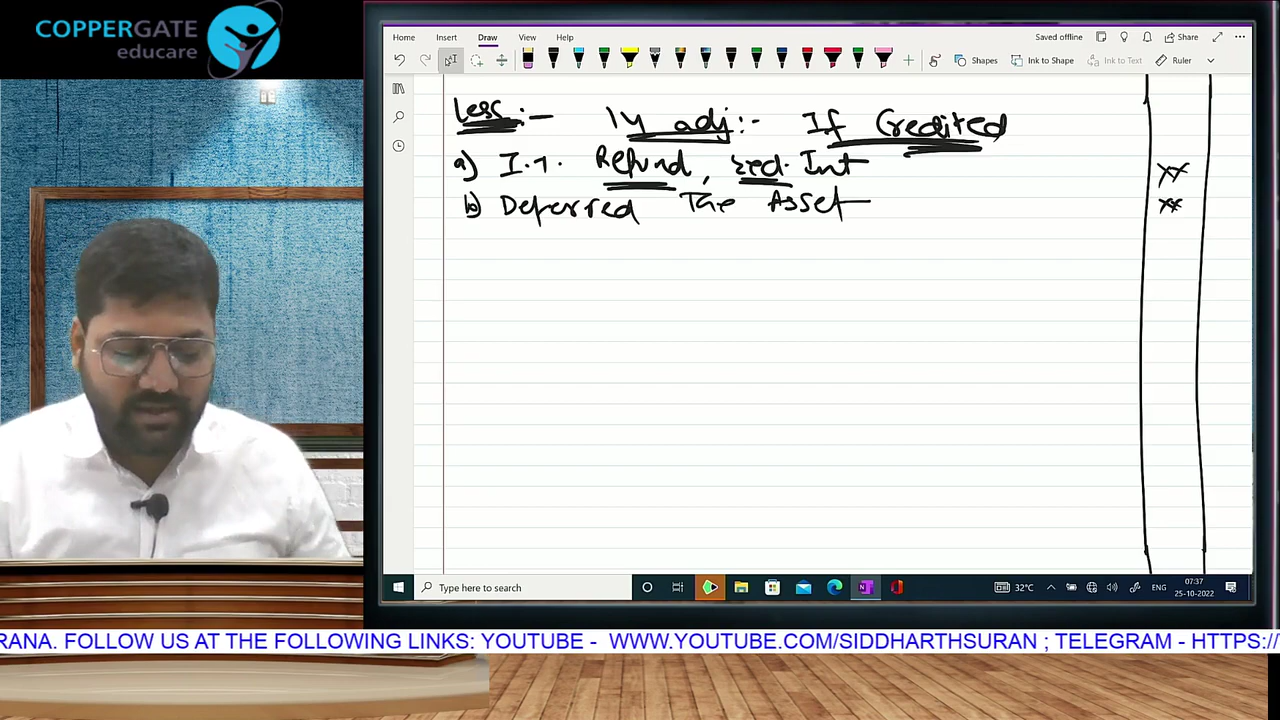 COPPERGATE
educare
Home Insert Draw View Help
Saved offline Share
Shapes Ink to Shape Ink to Text Ruler
Less:- 1y adj:- If Credited
a) I.T. Refund, Int
b) Deferred Tax Asset
xx
xx
Type here to search
32°C ENG 07:37 25-10-2022
RANA. FOLLOW US AT THE FOLLOWING LINKS: YOUTUBE - WWW.YOUTUBE.COM/SIDDHARTHSURAN ; TELEGRAM - HTTPS:/